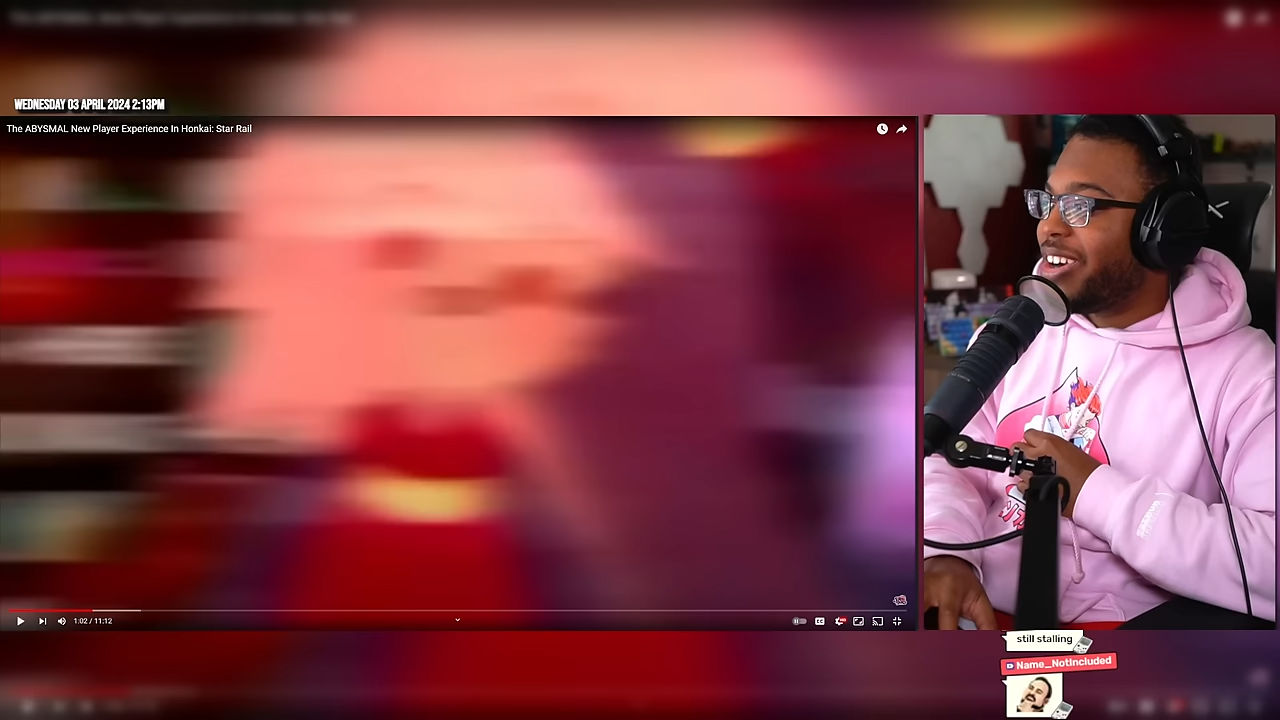 WEDNESDAY 03 APRIL 2024 2:13PM
The ABYSMAL New Player Experience In Honkai: Star Rail
1:02 / 11:12
CC
still stalling
Name_NotIncluded